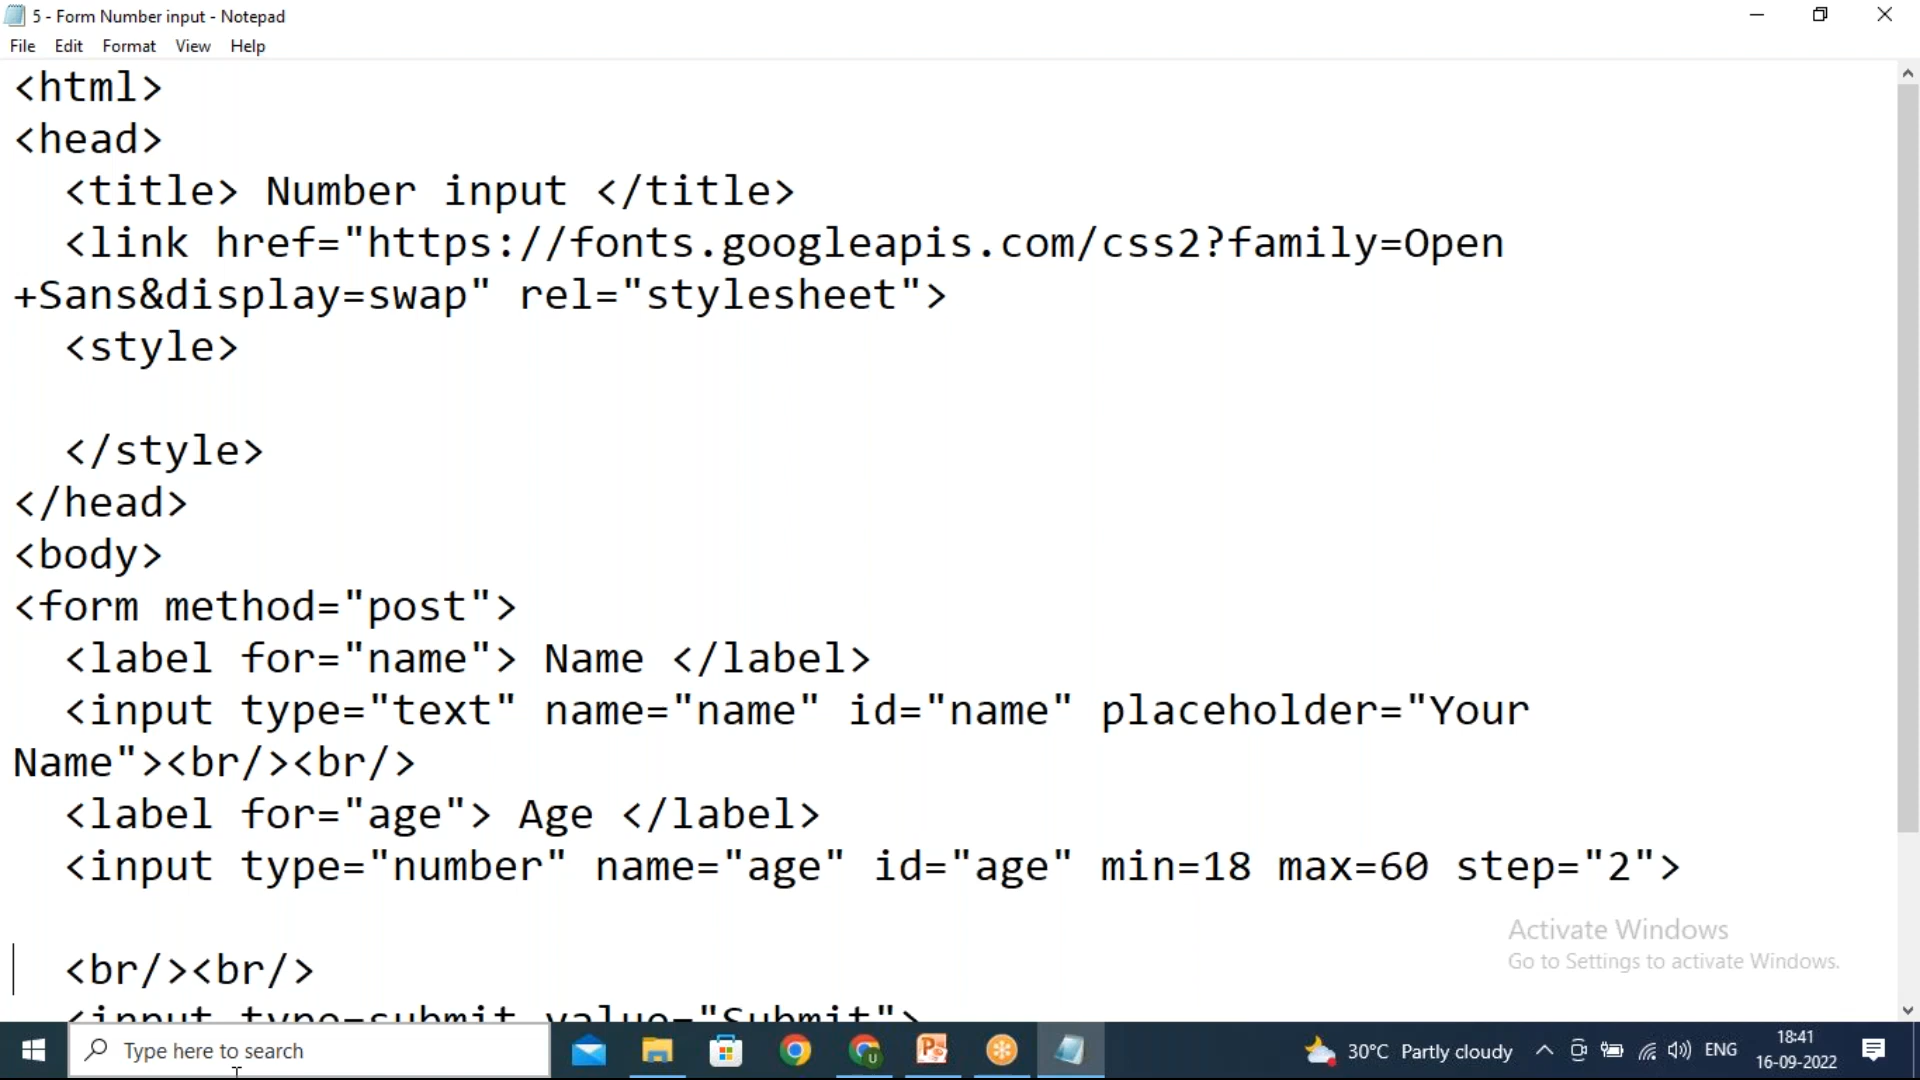 5 - Form Number input - Notepad
File Edit Format View Help
<html>
<head>
<title> Number input </title>
<link href="https://fonts.googleapis.com/css2?family=Open
+Sans&display=swap" rel="stylesheet">
<style>
</style>
</head>
<body>
<form method="post">
<label for="name"> Name </label>
<input type="text" name="name" id="name" placeholder="Your
Name"><br/><br/>
<label for="age"> Age </label>
<input type="number" name="age" id="age" min=18 max=60 step="2">
<br/><br/>
<input type=submit value="Submit">
Activate Windows
Go to Settings to activate Windows.
Type here to search
30°C Partly cloudy
ENG
18:41
16-09-2022